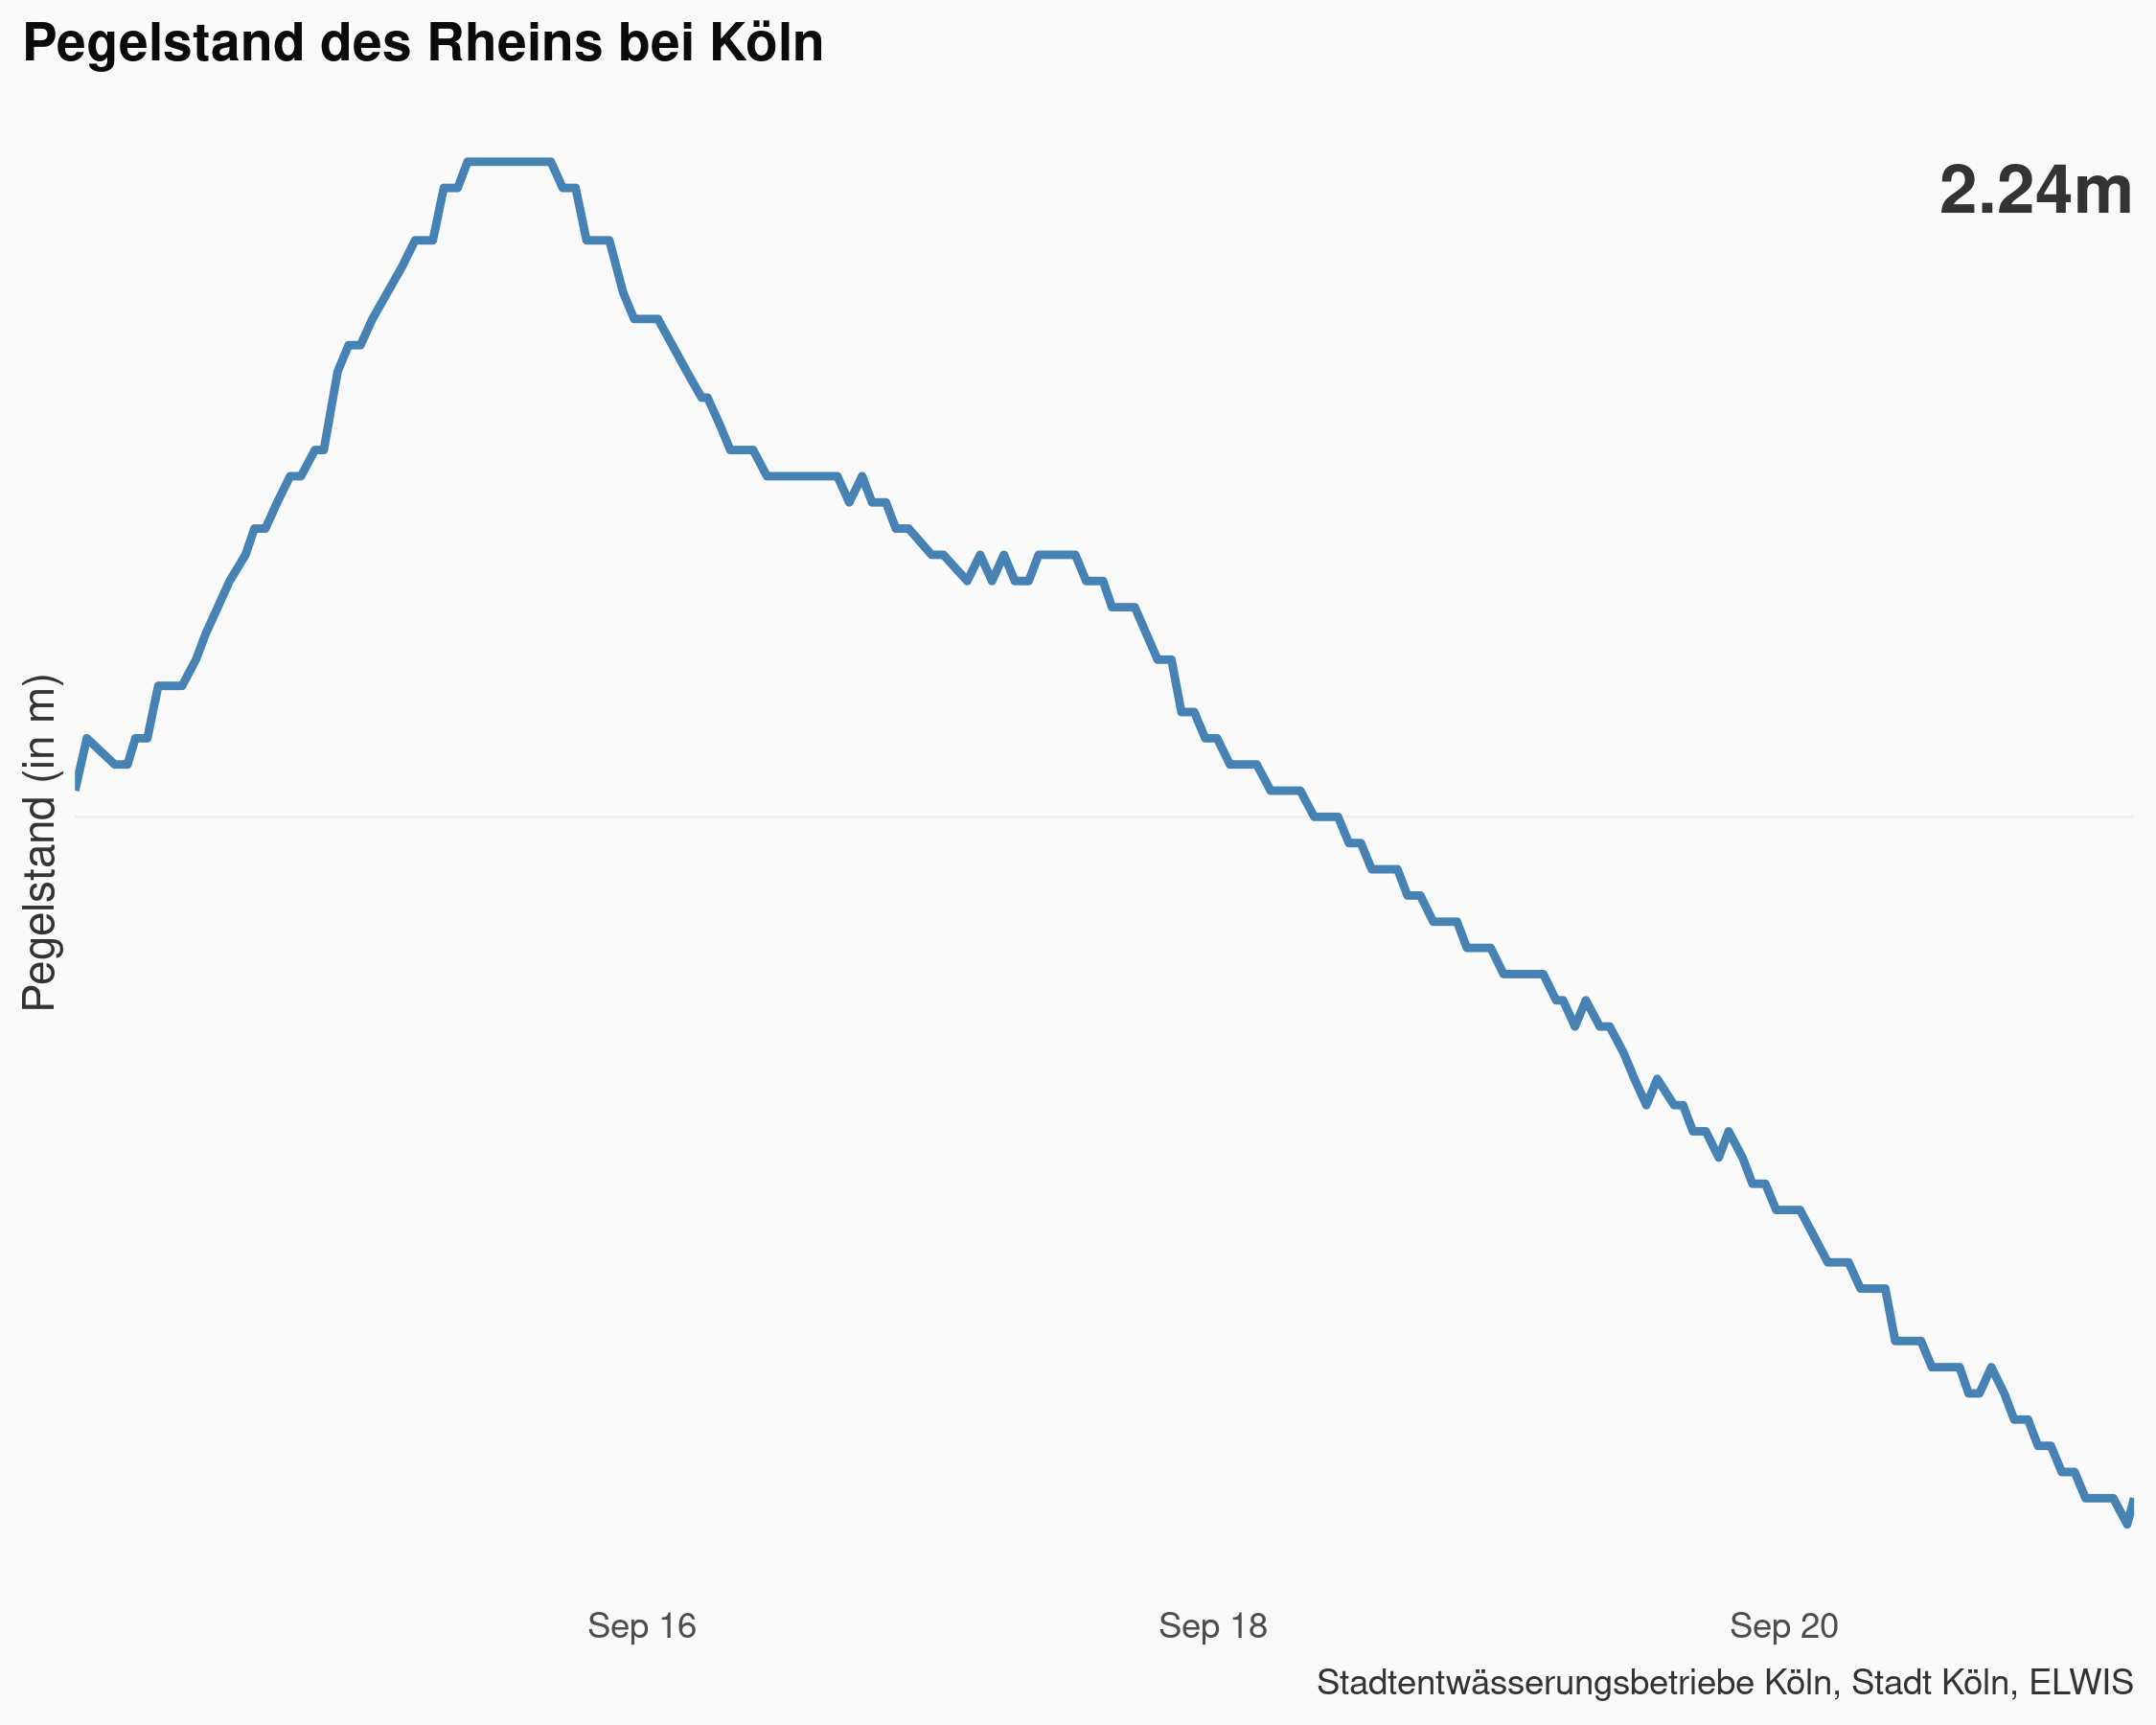 Pegelstand des Rheins bei Köln
2.24m
Pegelstand (in m)
Sep 16
Sep 18
Sep 20
Stadtentwässerungsbetriebe Köln, Stadt Köln, ELWIS